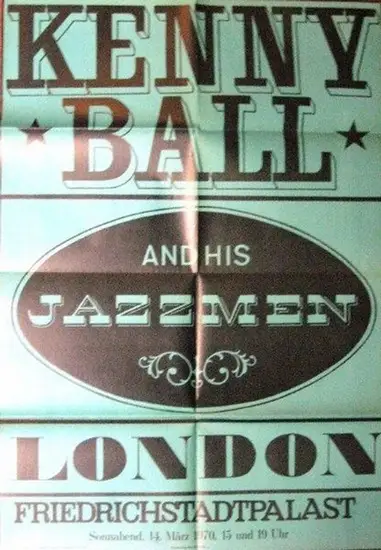 KENNY
BALL
AND HIS
JAZZMEN
LONDON
FRIEDRICHSTADTPALAST
Sonnabend, 14. März 1970, 15 und 19 Uhr